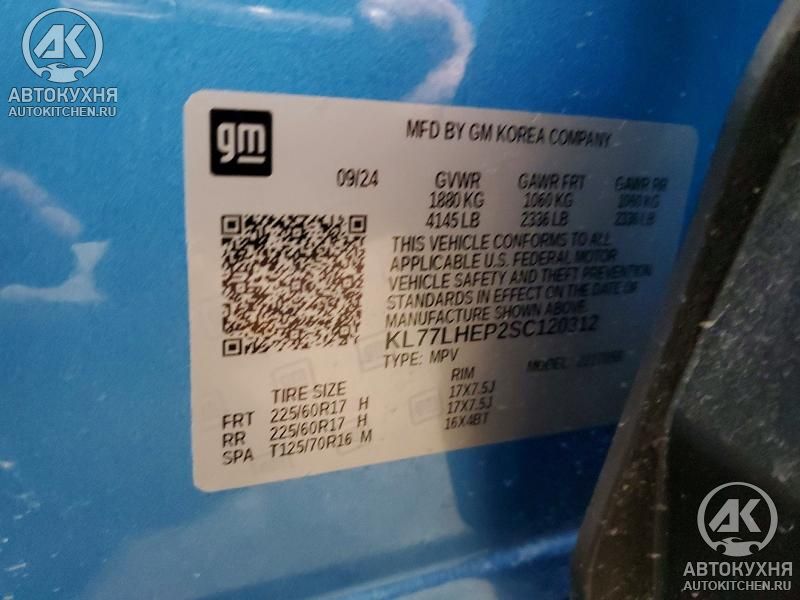 AK
АВТОКУХНЯ
AUTOKITCHEN.RU
gm
MFD BY GM KOREA COMPANY
09/24
GVWR GAWR FRT GAWR RR
1880 KG 1060 KG 1060 KG
4145 LB 2336 LB 2336 LB
THIS VEHICLE CONFORMS TO ALL
APPLICABLE U.S. FEDERAL MOTOR
VEHICLE SAFETY AND THEFT PREVENTION
STANDARDS IN EFFECT ON THE DATE OF
MANUFACTURE SHOWN ABOVE.
KL77LHEP2SC120312
TYPE: MPV MODEL:
TIRE SIZE RIM
FRT 225/60R17 H 17X7.5J
RR 225/60R17 H 17X7.5J
SPA T125/70R16 M 16X4BT
AK
АВТОКУХНЯ
AUTOKITCHEN.RU